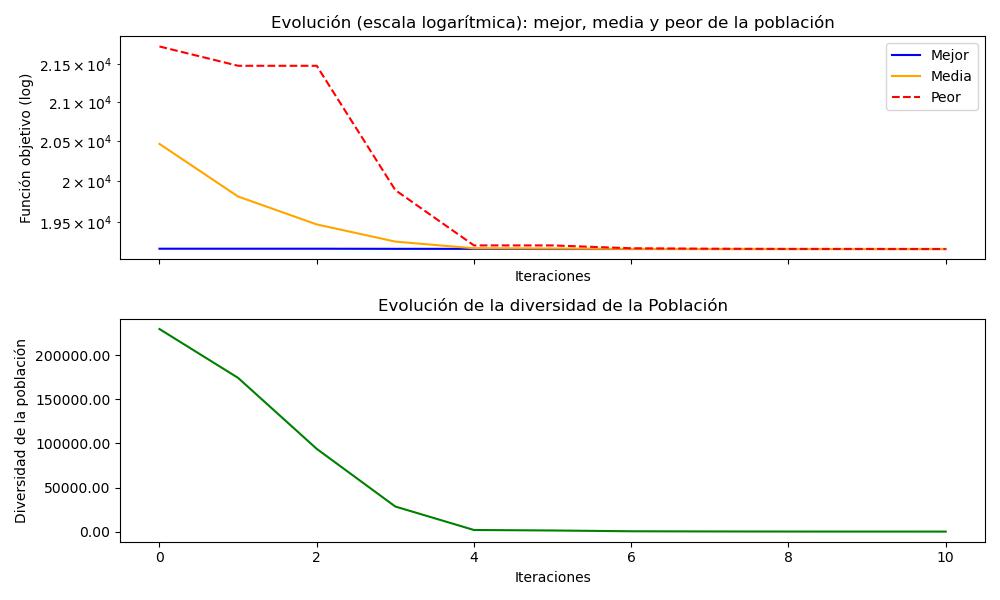 Evolución (escala logarítmica): mejor, media y peor de la población
Función objetivo (log)
2.15 × 10⁴
2.1 × 10⁴
2.05 × 10⁴
2 × 10⁴
1.95 × 10⁴
Mejor
Media
Peor
Iteraciones
Evolución de la diversidad de la Población
Diversidad de la población
200000.00
150000.00
100000.00
50000.00
0.00
0 2 4 6 8 10
Iteraciones